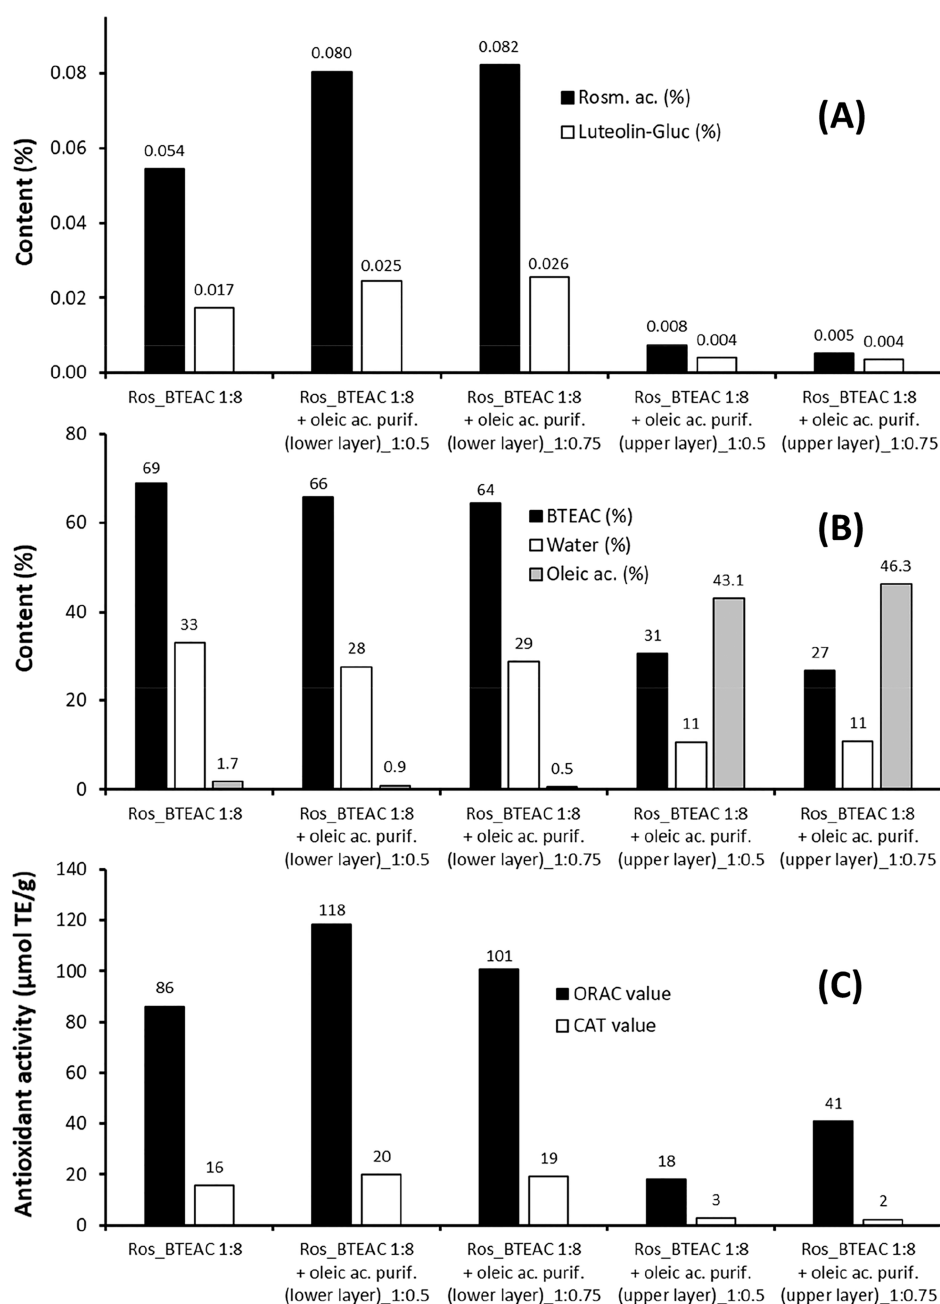 0.080
0.082
0.08
Rosm. ac. (%)
(A)
Luteolin-Gluc (%)
0.06
0.054
Content (%)
0.04
0.025
0.026
0.02
0.017
0.008
0.004
0.005
0.004
0.00
Ros_BTEAC 1:8
Ros_BTEAC 1:8
+ oleic ac. purif.
(lower layer)_1:0.5
Ros_BTEAC 1:8
+ oleic ac. purif.
(lower layer)_1:0.75
Ros_BTEAC 1:8
+ oleic ac. purif.
(upper layer)_1:0.5
Ros_BTEAC 1:8
+ oleic ac. purif.
(upper layer)_1:0.75
80
69
66
64
BTEAC (%)
(B)
Water (%)
Oleic ac. (%)
60
Content (%)
43.1
46.3
40
33
28
29
31
27
20
11
11
1.7
0.9
0.5
0
Ros_BTEAC 1:8
Ros_BTEAC 1:8
+ oleic ac. purif.
(lower layer)_1:0.5
Ros_BTEAC 1:8
+ oleic ac. purif.
(lower layer)_1:0.75
Ros_BTEAC 1:8
+ oleic ac. purif.
(upper layer)_1:0.5
Ros_BTEAC 1:8
+ oleic ac. purif.
(upper layer)_1:0.75
Antioxidant activity (μmol TE/g)
140
120
118
100
101
86
ORAC value
(C)
CAT value
80
60
40
41
20
16
20
19
18
3
2
0
Ros_BTEAC 1:8
Ros_BTEAC 1:8
+ oleic ac. purif.
(lower layer)_1:0.5
Ros_BTEAC 1:8
+ oleic ac. purif.
(lower layer)_1:0.75
Ros_BTEAC 1:8
+ oleic ac. purif.
(upper layer)_1:0.5
Ros_BTEAC 1:8
+ oleic ac. purif.
(upper layer)_1:0.75